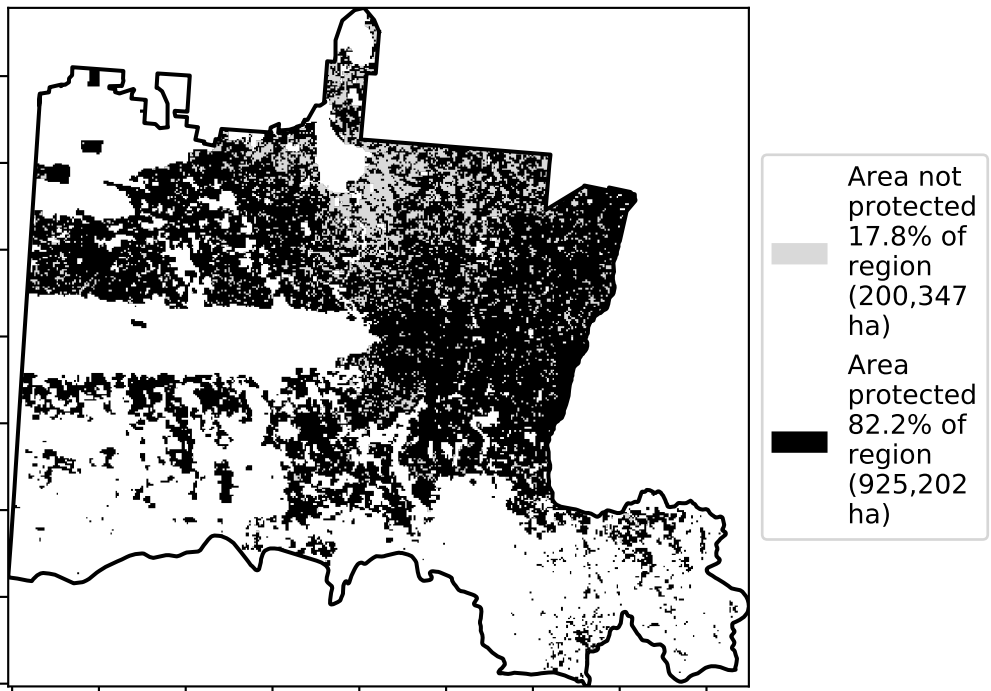 Area not
protected
17.8% of
region
(200,347
ha)
Area
protected
82.2% of
region
(925,202
ha)